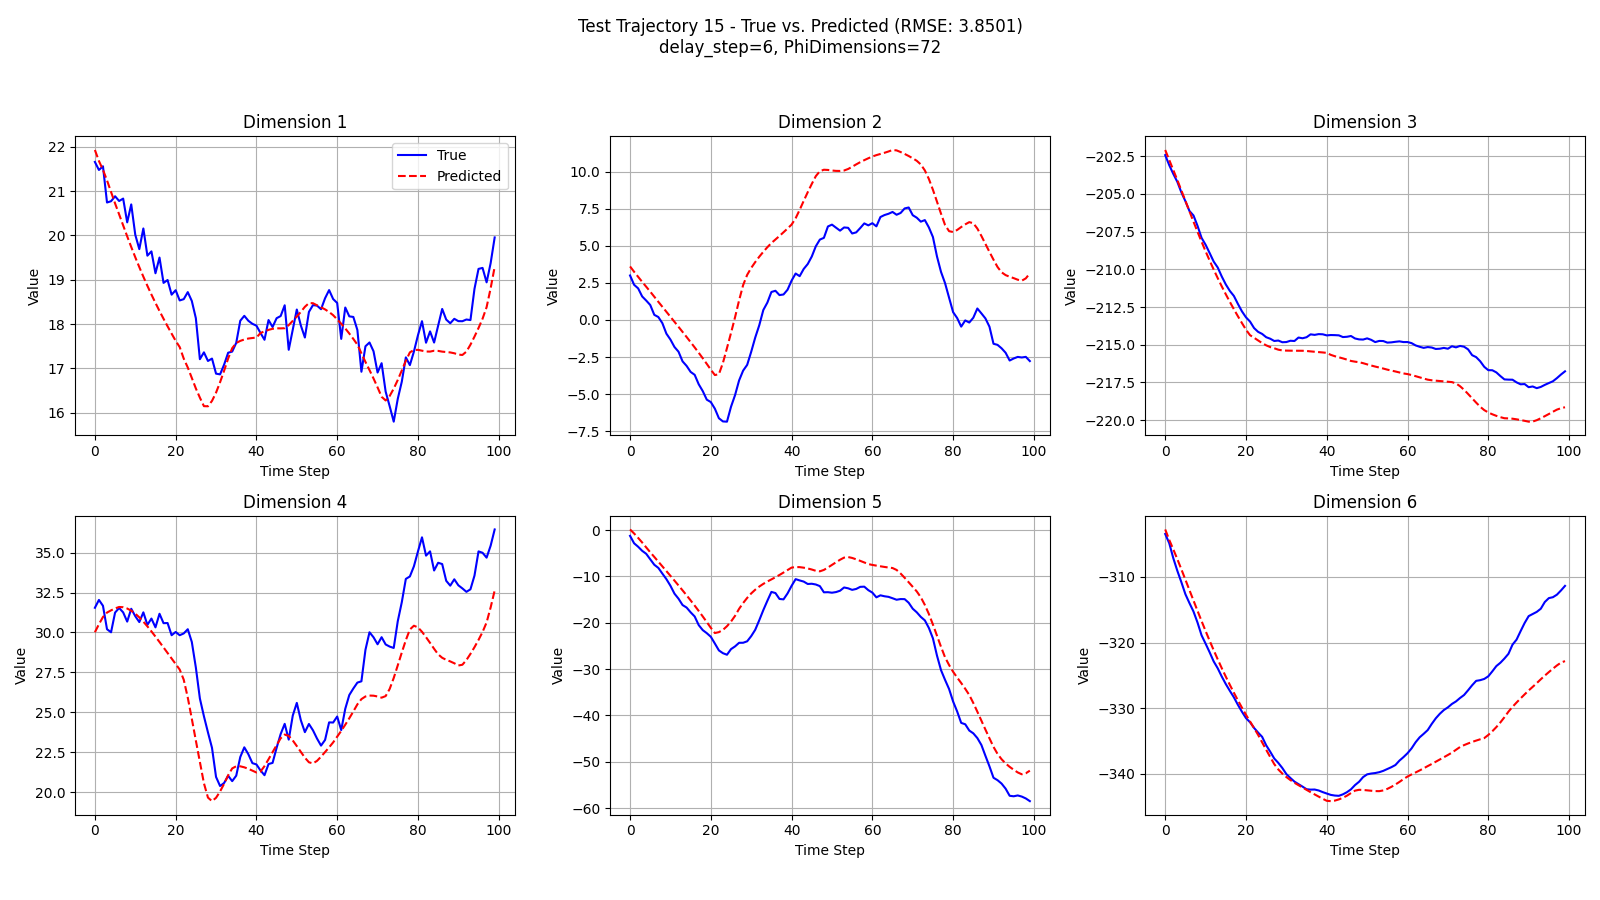 Test Trajectory 15 - True vs. Predicted (RMSE: 3.8501)
delay_step=6, PhiDimensions=72
Dimension 1
Value
22
21
20
19
18
17
16
0 20 40 60 80 100
Time Step
True
Predicted
Dimension 2
Value
10.0
7.5
5.0
2.5
0.0
−2.5
−5.0
−7.5
0 20 40 60 80 100
Time Step
Dimension 3
Value
−202.5
−205.0
−207.5
−210.0
−212.5
−215.0
−217.5
−220.0
0 20 40 60 80 100
Time Step
Dimension 4
Value
35.0
32.5
30.0
27.5
25.0
22.5
20.0
0 20 40 60 80 100
Time Step
Dimension 5
Value
0
−10
−20
−30
−40
−50
−60
0 20 40 60 80 100
Time Step
Dimension 6
Value
−310
−320
−330
−340
0 20 40 60 80 100
Time Step